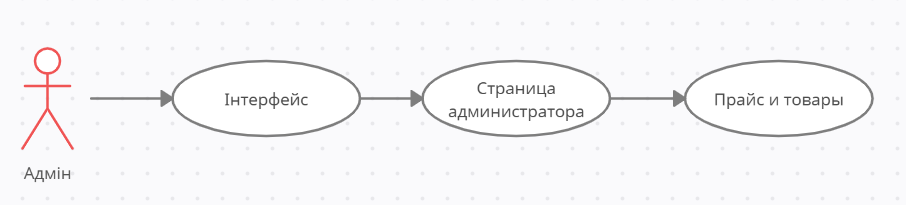 Інтерфейс
Страница
администратора
Прайс и товары
Адмін